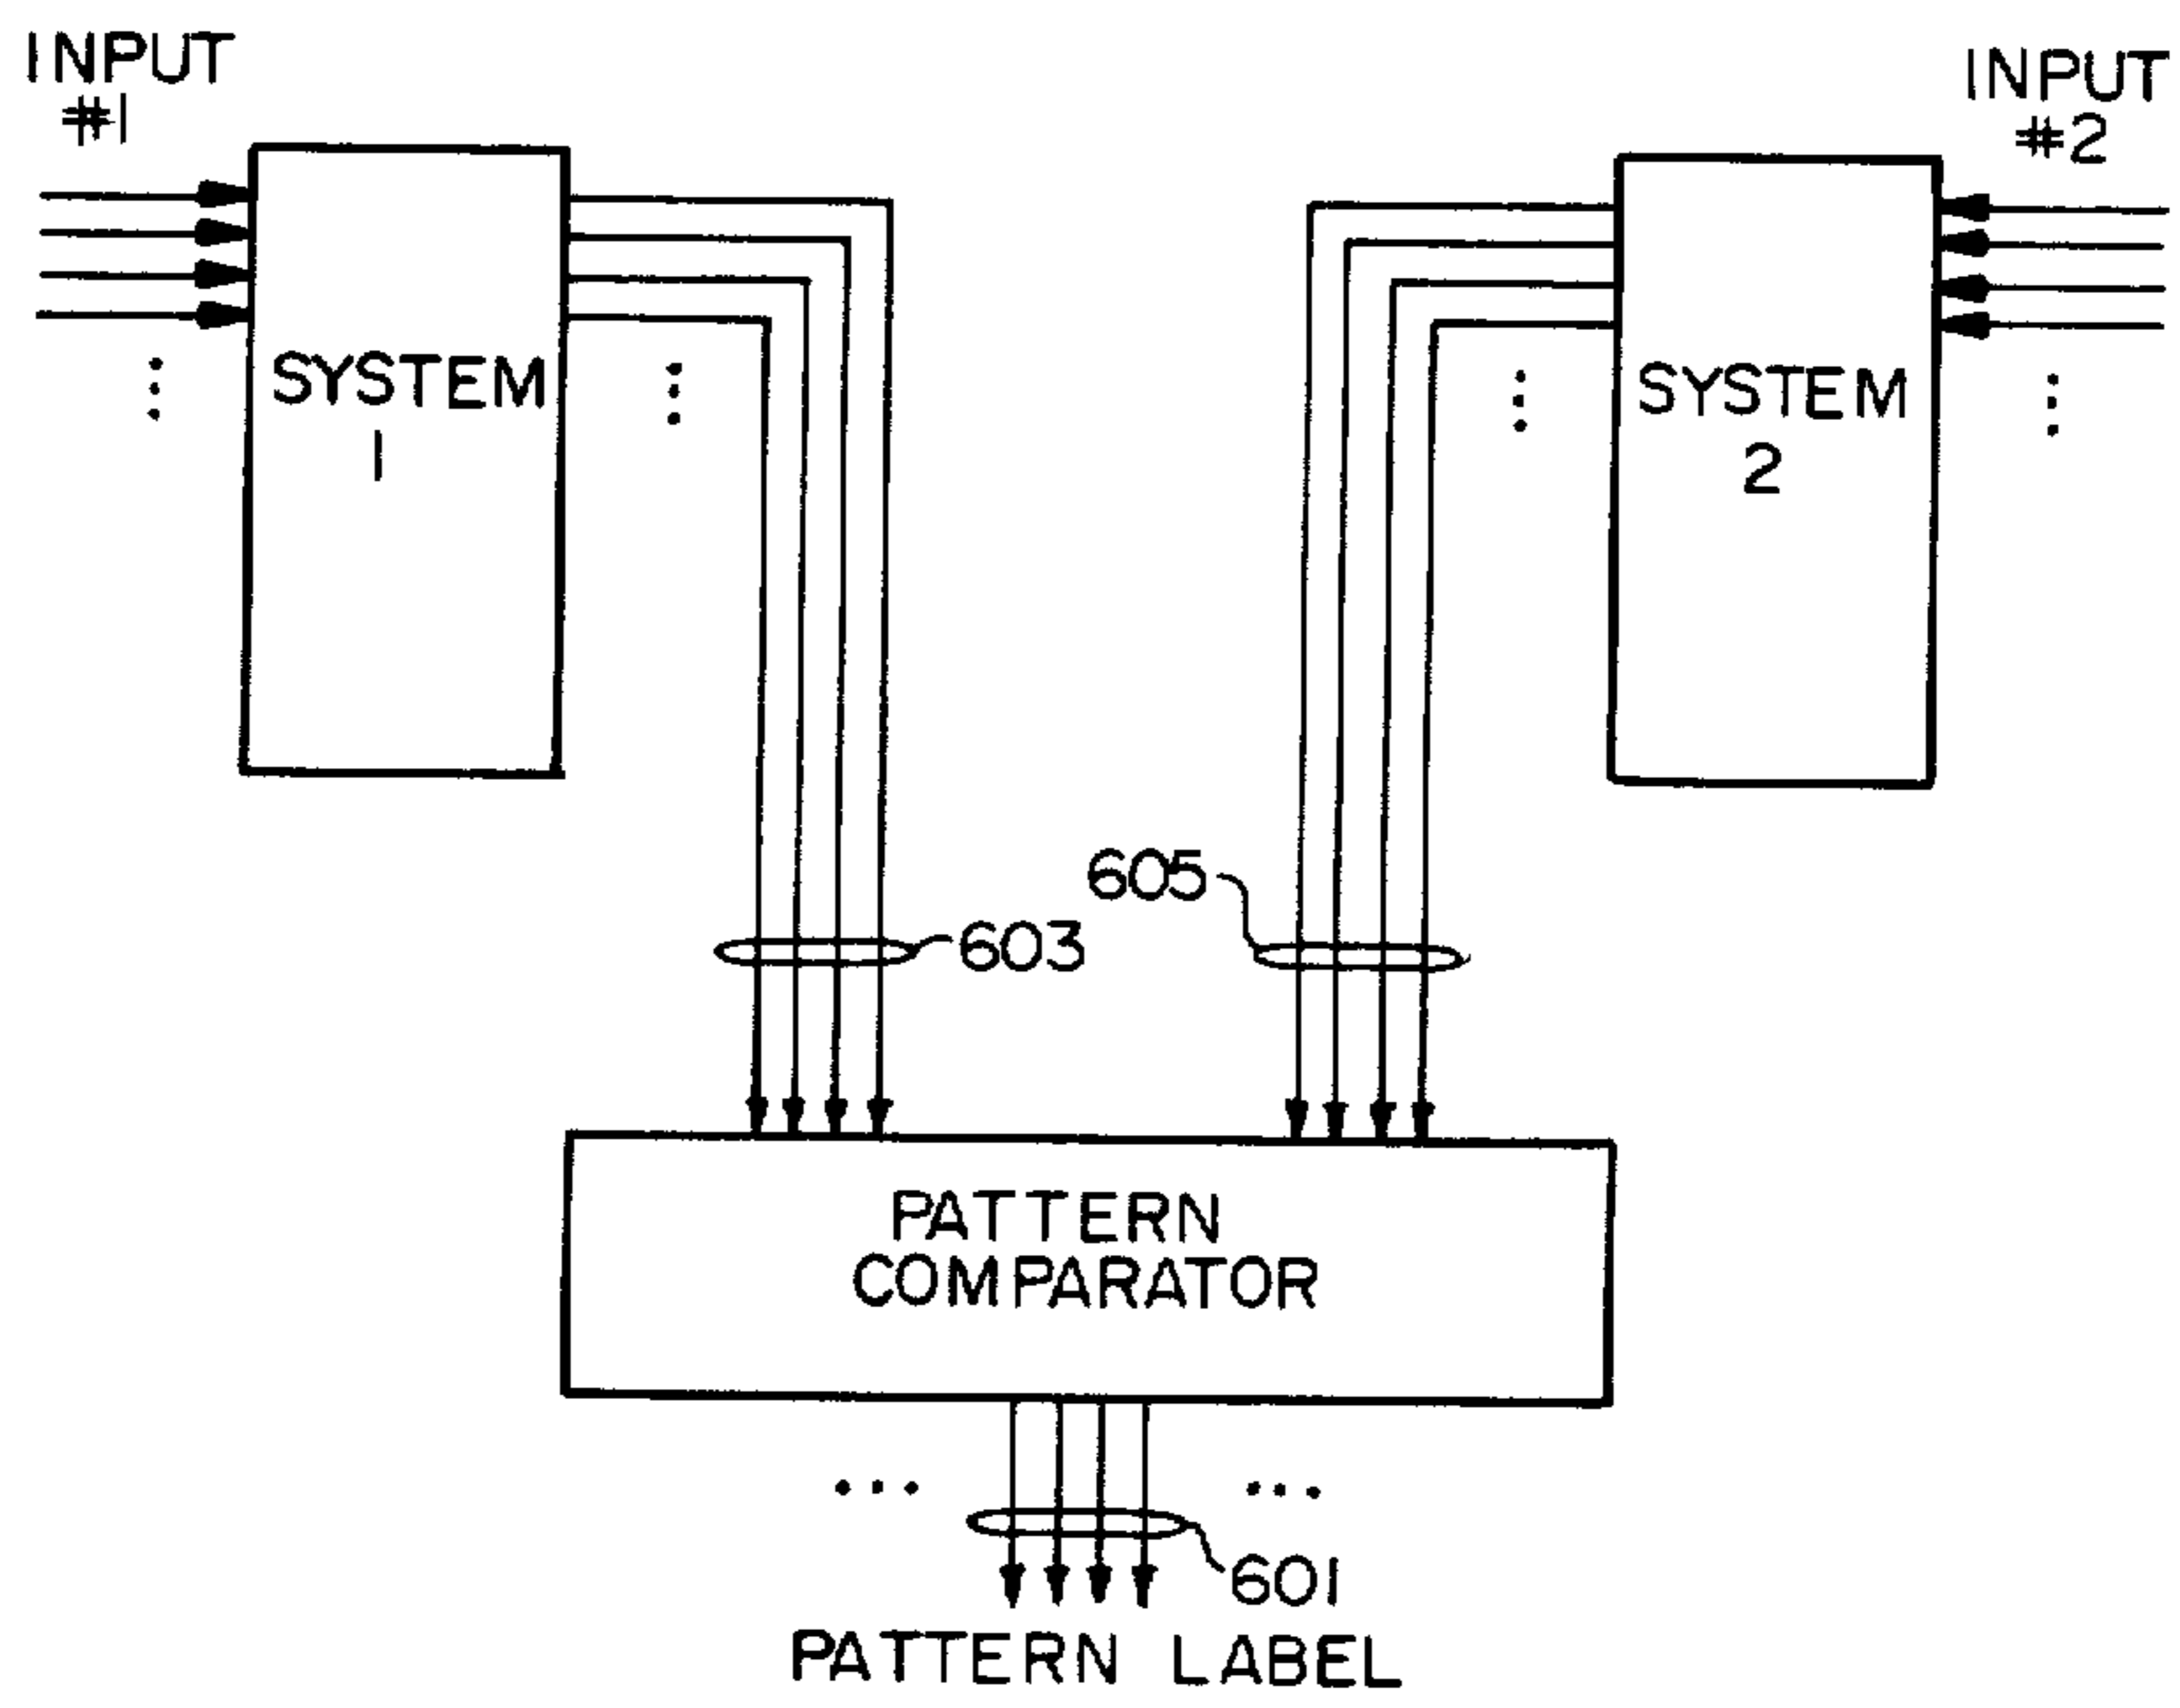 INPUT
#1
INPUT
#2
SYSTEM
1
SYSTEM
2
605
603
PATTERN
COMPARATOR
601
PATTERN LABEL